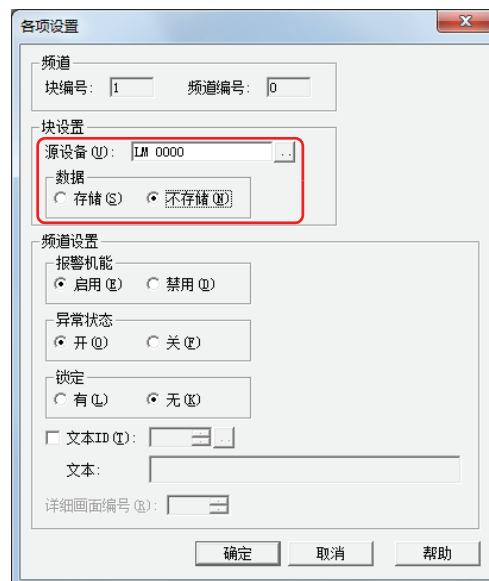 各项设置
频道
块编号: 1 频道编号: 0
块设置
源设备(U): LM 0000 ..
数据
存储(S) 不存储(N)
频道设置
报警机能
启用(E) 禁用(D)
异常状态
开(O) 关(F)
锁定
有(L) 无(K)
文本ID(T): ..
文本:
详细画面编号(R):
确定 取消 帮助